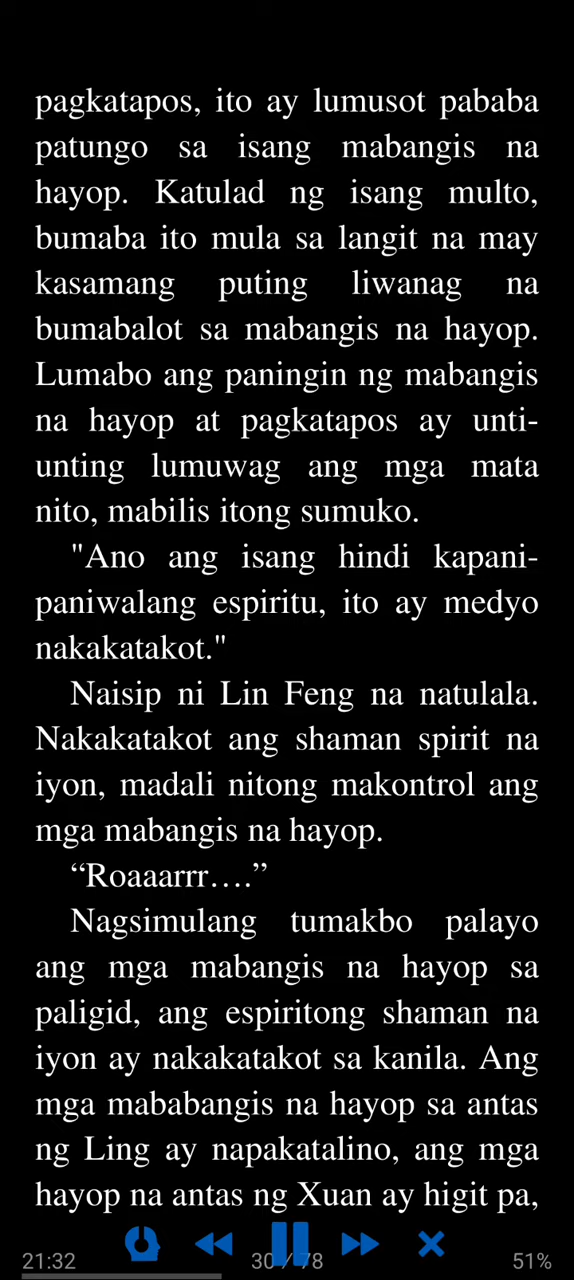 pagkatapos, ito ay lumusot pababa
patungo sa isang mabangis na
hayop. Katulad ng isang multo,
bumaba ito mula sa langit na may
kasamang puting liwanag na
bumabalot sa mabangis na hayop.
Lumabo ang paningin ng mabangis
na hayop at pagkatapos ay unti-
unting lumuwag ang mga mata
nito, mabilis itong sumuko.
"Ano ang isang hindi kapani-
paniwalang espiritu, ito ay medyo
nakakatakot."
Naisip ni Lin Feng na natulala.
Nakakatakot ang shaman spirit na
iyon, madali nitong makontrol ang
mga mabangis na hayop.
“Roaaarrr….”
Nagsimulang tumakbo palayo
ang mga mabangis na hayop sa
paligid, ang espiritong shaman na
iyon ay nakakatakot sa kanila. Ang
mga mababangis na hayop sa antas
ng Ling ay napakatalino, ang mga
hayop na antas ng Xuan ay higit pa,
21:32 30 / 78 51%